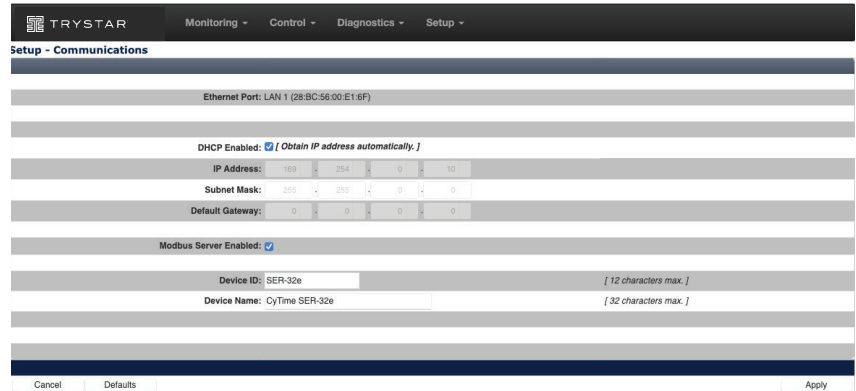 TRYSTAR Monitoring Control Diagnostics Setup
Setup - Communications
Ethernet Port: LAN 1 (28:BC:56:00:E1:6F)
DHCP Enabled: [ Obtain IP address automatically. ]
IP Address: 169 . 254 . 0 . 10
Subnet Mask: 255 . 255 . 0 . 0
Default Gateway: 0 . 0 . 0 . 0
Modbus Server Enabled:
Device ID: SER-32e [ 12 characters max. ]
Device Name: CyTime SER-32e [ 32 characters max. ]
Cancel Defaults Apply